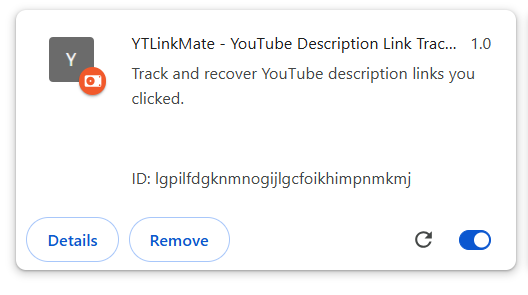 Y
YTLinkMate - YouTube Description Link Trac... 1.0
Track and recover YouTube description links you
clicked.
ID: lgpilfdgknmnogijlgcfoikhimpnmkmj
Details Remove